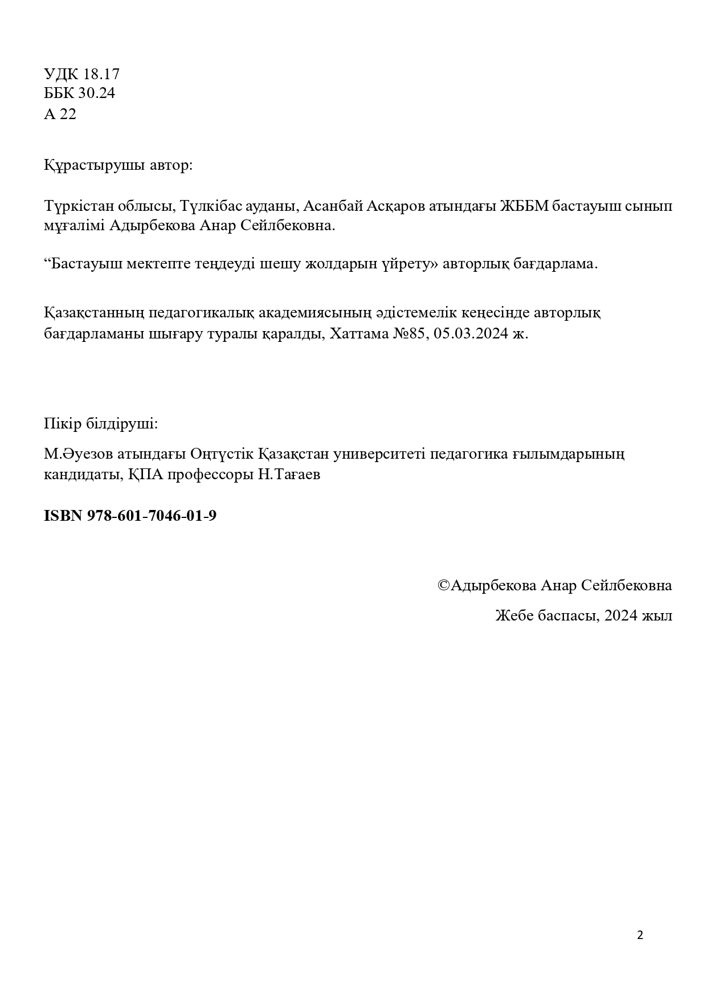 УДК 18.17
ББК 30.24
А 22
Құрастырушы автор:
Түркістан облысы, Түлкібас ауданы, Асанбай Асқаров атындағы ЖББМ бастауыш сынып
мұғалімі Адырбекова Анар Сейлбековна.
“Бастауыш мектепте теңдеуді шешу жолдарын үйрету» авторлық бағдарлама.
Қазақстанның педагогикалық академиясының әдістемелік кеңесінде авторлық
бағдарламаны шығару туралы қаралды, Хаттама №85, 05.03.2024 ж.
Пікір білдіруші:
М.Әуезов атындағы Оңтүстік Қазақстан университеті педагогика ғылымдарының
кандидаты, ҚПА профессоры Н.Тағаев
ISBN 978-601-7046-01-9
©Адырбекова Анар Сейлбековна
Жебе баспасы, 2024 жыл
2